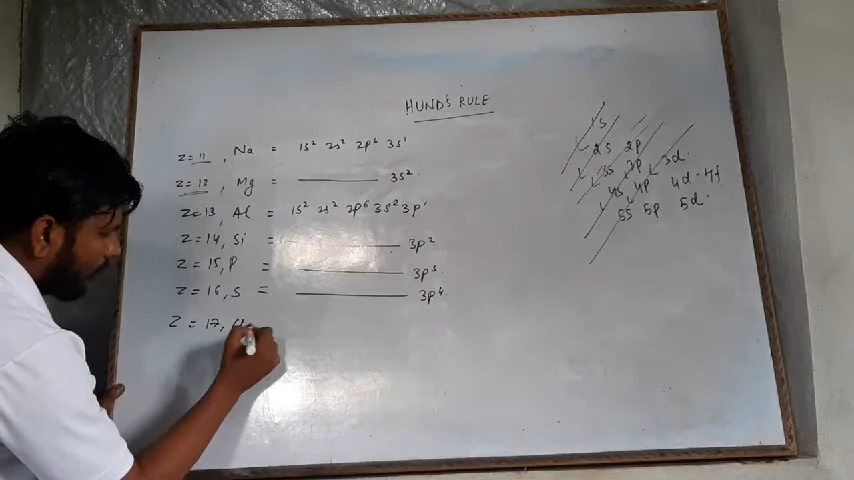 HUND'S RULE
Z=11, Na = 1s² 2s² 2p⁶ 3s¹
Z=12, Mg = ——— 3s²
Z=13, Al = 1s² 2s² 2p⁶ 3s² 3p¹
Z=14, Si = ——— 3p²
Z=15, P = ——— 3p³
Z=16, S = ——— 3p⁴
Z=17,
1s
2s 2p
3s 3p 3d
4s 4p 4d 4f
5s 5p 5d